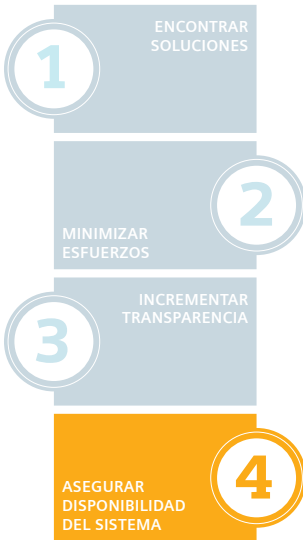 1
ENCONTRAR
SOLUCIONES
2
MINIMIZAR
ESFUERZOS
3
INCREMENTAR
TRANSPARENCIA
4
ASEGURAR
DISPONIBILIDAD
DEL SISTEMA